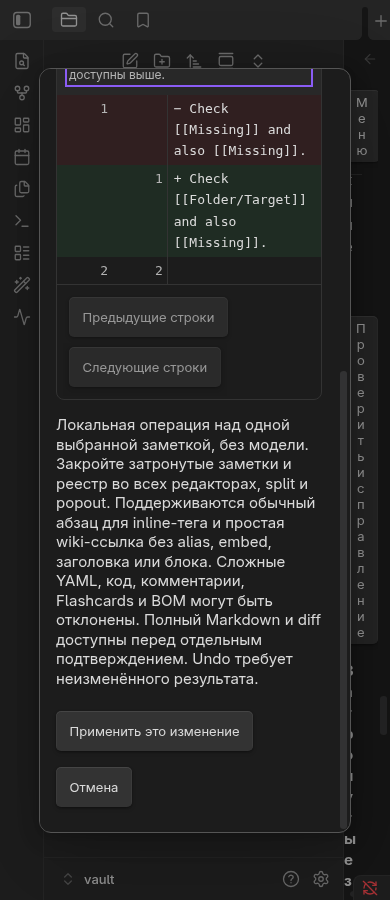 доступны выше.
1 − Check
[[Missing]] and
also [[Missing]].
1 + Check
[[Folder/Target]]
and also
[[Missing]].
2 2
Предыдущие строки
Следующие строки
Локальная операция над одной
выбранной заметкой, без модели.
Закройте затронутые заметки и
реестр во всех редакторах, split и
popout. Поддерживаются обычный
абзац для inline-тега и простая
wiki-ссылка без alias, embed,
заголовка или блока. Сложные
YAML, код, комментарии,
Flashcards и BOM могут быть
отклонены. Полный Markdown и diff
доступны перед отдельным
подтверждением. Undo требует
неизменённого результата.
Применить это изменение
Отмена
vault
М
е
н
ю
П
р
о
в
е
р
и
т
ь
и
с
п
р
а
в
л
е
н
и
е
ы
е
з